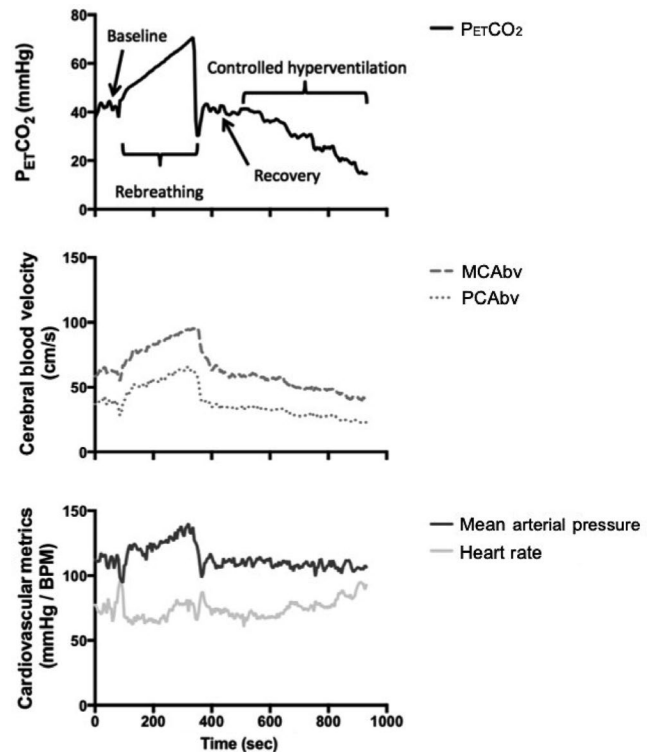 80
60
40
20
0
PETCO2 (mmHg)
Baseline
Controlled hyperventilation
Rebreathing
Recovery
PETCO2
150
100
50
0
Cerebral blood velocity
(cm/s)
MCAbv
PCAbv
150
100
50
0
Cardiovascular metrics
(mmHg / BPM)
Mean arterial pressure
Heart rate
0 200 400 600 800 1000
Time (sec)